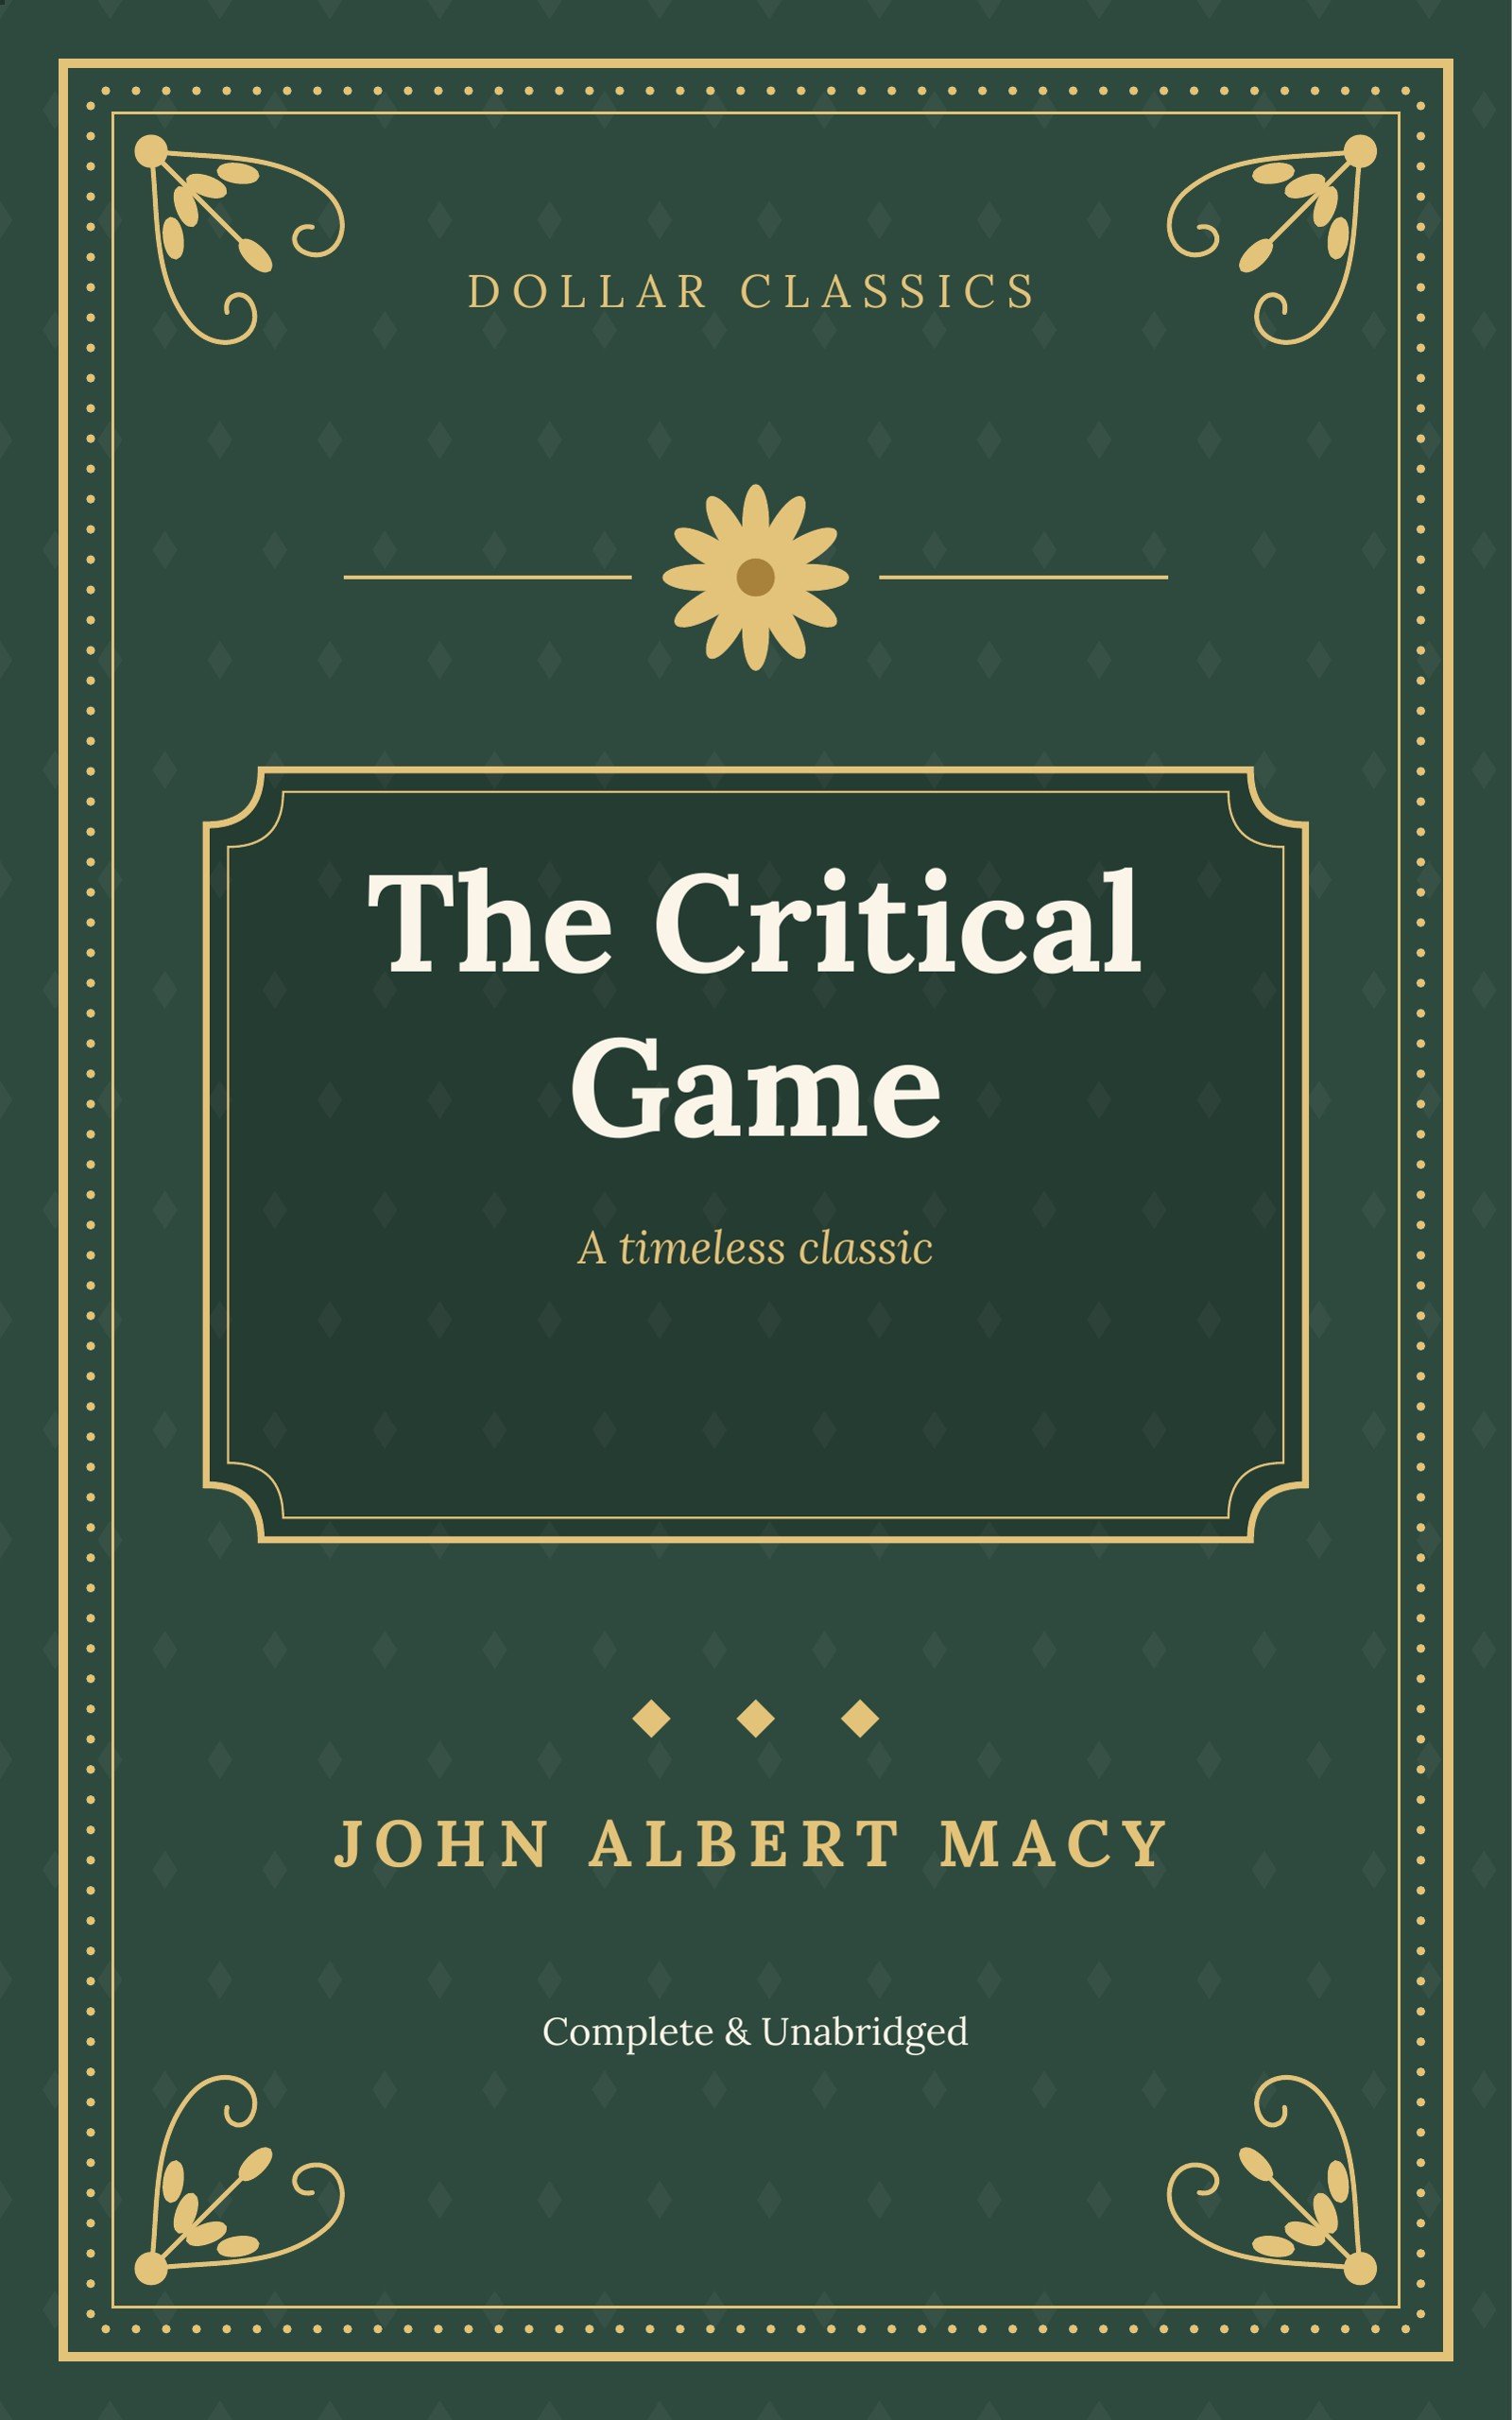 DOLLAR CLASSICS
The Critical
Game
A timeless classic
JOHN ALBERT MACY
Complete & Unabridged